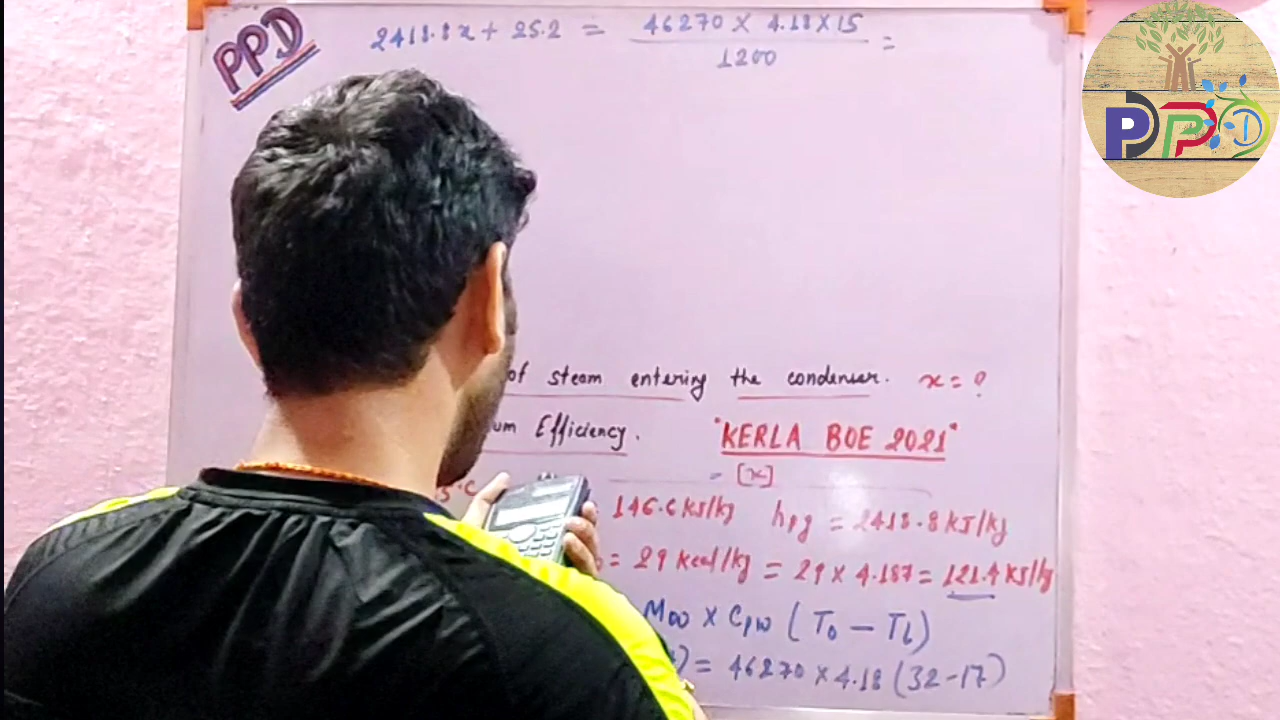 PPD
2418.8x + 25.2 = 46270 × 4.18 × 15 / 1200 =
PPD
of steam entering the condenser. x = ?
um Efficiency. "KERLA BOE 2021"
= [x]
5°C 146.6 kJ/kg hfg = 2418.8 kJ/kg
= 29 kcal/kg = 29 × 4.187 = 121.4 kJ/kg
Mw × Cpw (To – Ti)
) = 46270 × 4.18 (32-17)